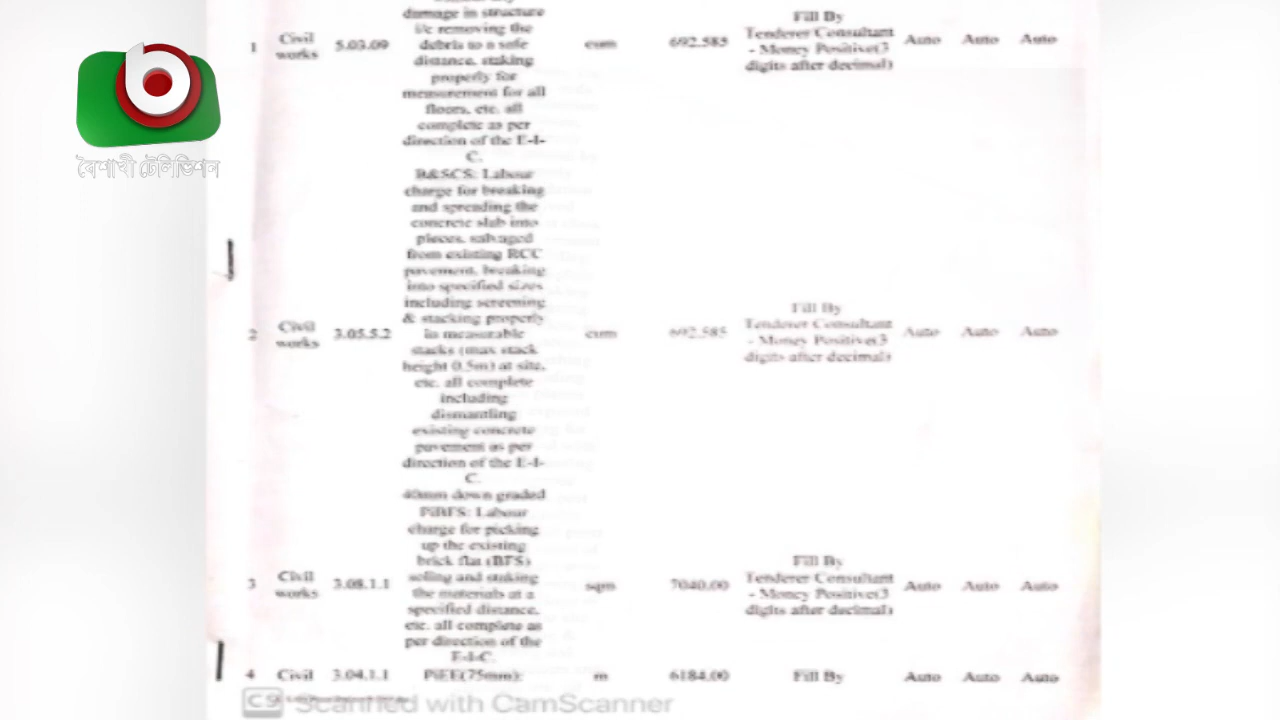 বৈশাখী টেলিভিশন
damage in structure
i/c removing the
debris to a safe
distance, staking
properly for
measurement for all
floors, etc. all
complete as per
direction of the E-I-
C.
1 Civil works 5.03.09 cum 692.585 Fill By Tenderer Consultant - Money Positive(3 digits after decimal) Auto Auto Auto
B&SCS: Labour
charge for breaking
and spreading the
concrete slab into
pieces, salvaged
from existing RCC
pavement, breaking
into specified sizes
including screening
& stacking properly
in measurable
stacks (max stack
height 0.5m) at site,
etc. all complete
including
dismantling
existing concrete
pavement as per
direction of the E-I-
C.
40mm down graded
2 Civil works 3.05.5.2 cum 692.585 Fill By Tenderer Consultant - Money Positive(3 digits after decimal) Auto Auto Auto
PiBFS: Labour
charge for picking
up the existing
brick flat (BFS)
soling and staking
the materials at a
specified distance,
etc. all complete as
per direction of the
E-I-C.
3 Civil works 3.08.1.1 sqm 7040.00 Fill By Tenderer Consultant - Money Positive(3 digits after decimal) Auto Auto Auto
4 Civil 3.04.1.1 PiEE(75mm): m 6184.00 Fill By Auto Auto Auto
CS Scanned with CamScanner